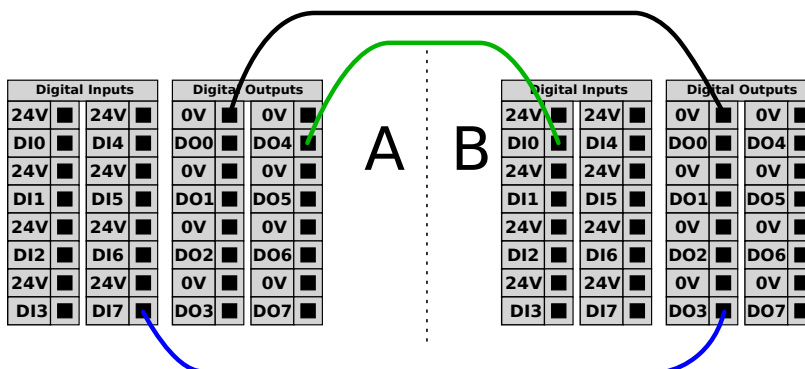 Digital Inputs Digital Outputs Digital Inputs Digital Outputs
24V 24V 0V 0V 24V 24V 0V 0V
DI0 DI4 DO0 DO4 A B DI0 DI4 DO0 DO4
24V 24V 0V 0V 24V 24V 0V 0V
DI1 DI5 DO1 DO5 DI1 DI5 DO1 DO5
24V 24V 0V 0V 24V 24V 0V 0V
DI2 DI6 DO2 DO6 DI2 DI6 DO2 DO6
24V 24V 0V 0V 24V 24V 0V 0V
DI3 DI7 DO3 DO7 DI3 DI7 DO3 DO7